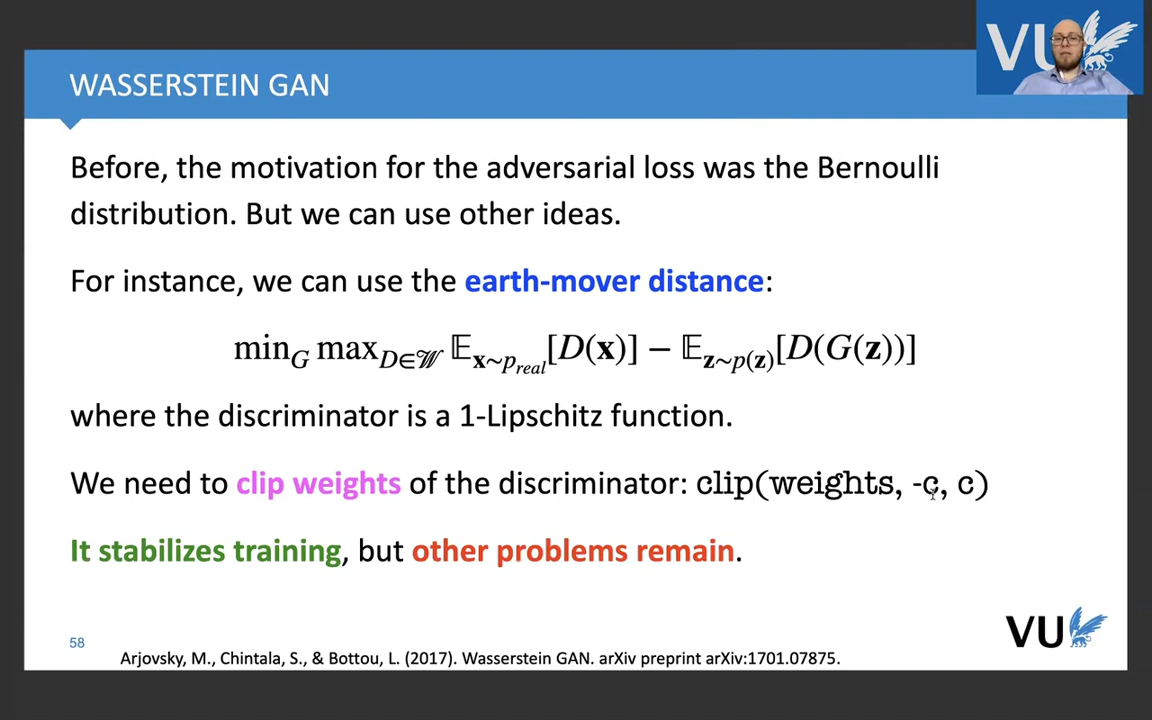 VU
WASSERSTEIN GAN
Before, the motivation for the adversarial loss was the Bernoulli
distribution. But we can use other ideas.
For instance, we can use the earth-mover distance:
min_G max_{D∈𝒲} 𝔼_{x∼p_{real}}[D(x)] − 𝔼_{z∼p(z)}[D(G(z))]
where the discriminator is a 1-Lipschitz function.
We need to clip weights of the discriminator: clip(weights, -c, c)
It stabilizes training, but other problems remain.
VU
58
Arjovsky, M., Chintala, S., & Bottou, L. (2017). Wasserstein GAN. arXiv preprint arXiv:1701.07875.